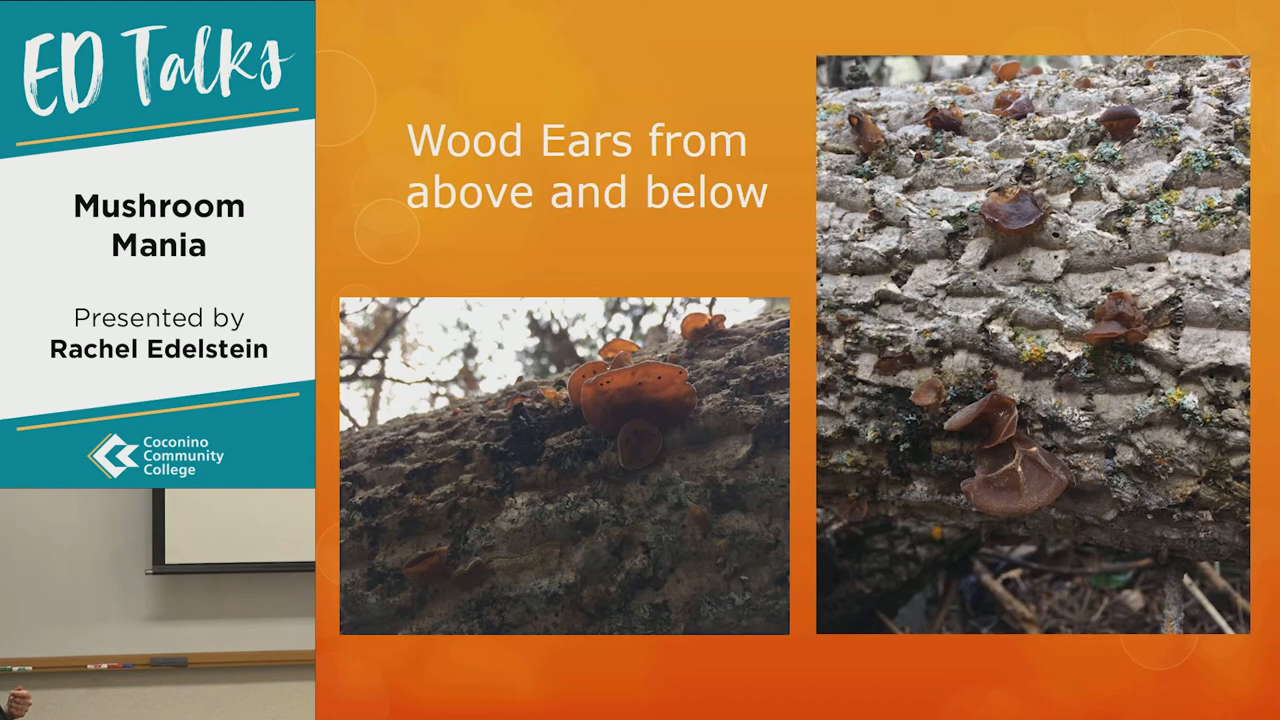 ED Talks
Mushroom
Mania
Presented by
Rachel Edelstein
Coconino
Community
College
Wood Ears from
above and below